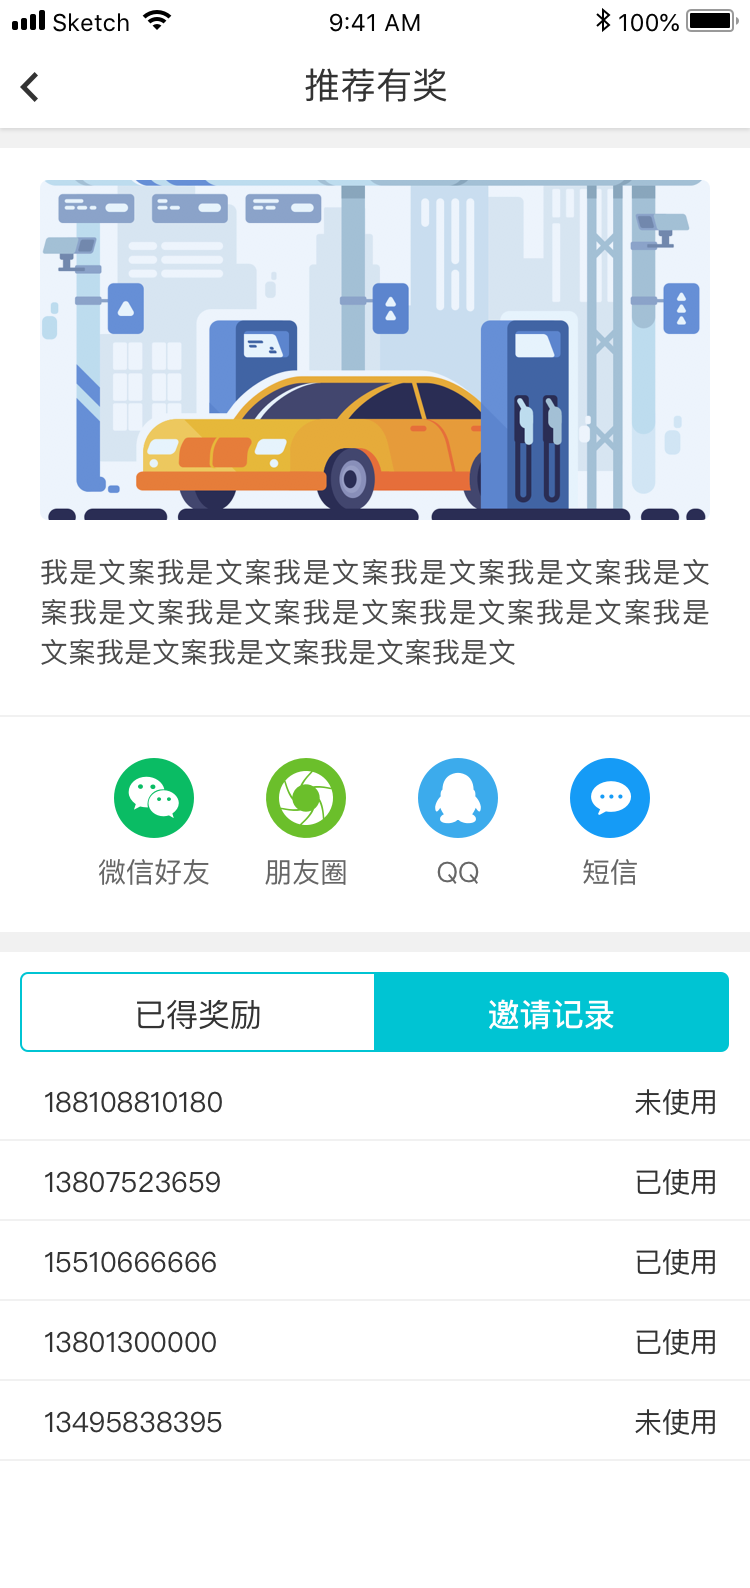 Sketch 9:41 AM 100%
推荐有奖
我是文案我是文案我是文案我是文案我是文案我是文
案我是文案我是文案我是文案我是文案我是文案我是
文案我是文案我是文案我是文案我是文
微信好友 朋友圈 QQ 短信
已得奖励 邀请记录
188108810180 未使用
13807523659 已使用
15510666666 已使用
13801300000 已使用
13495838395 未使用